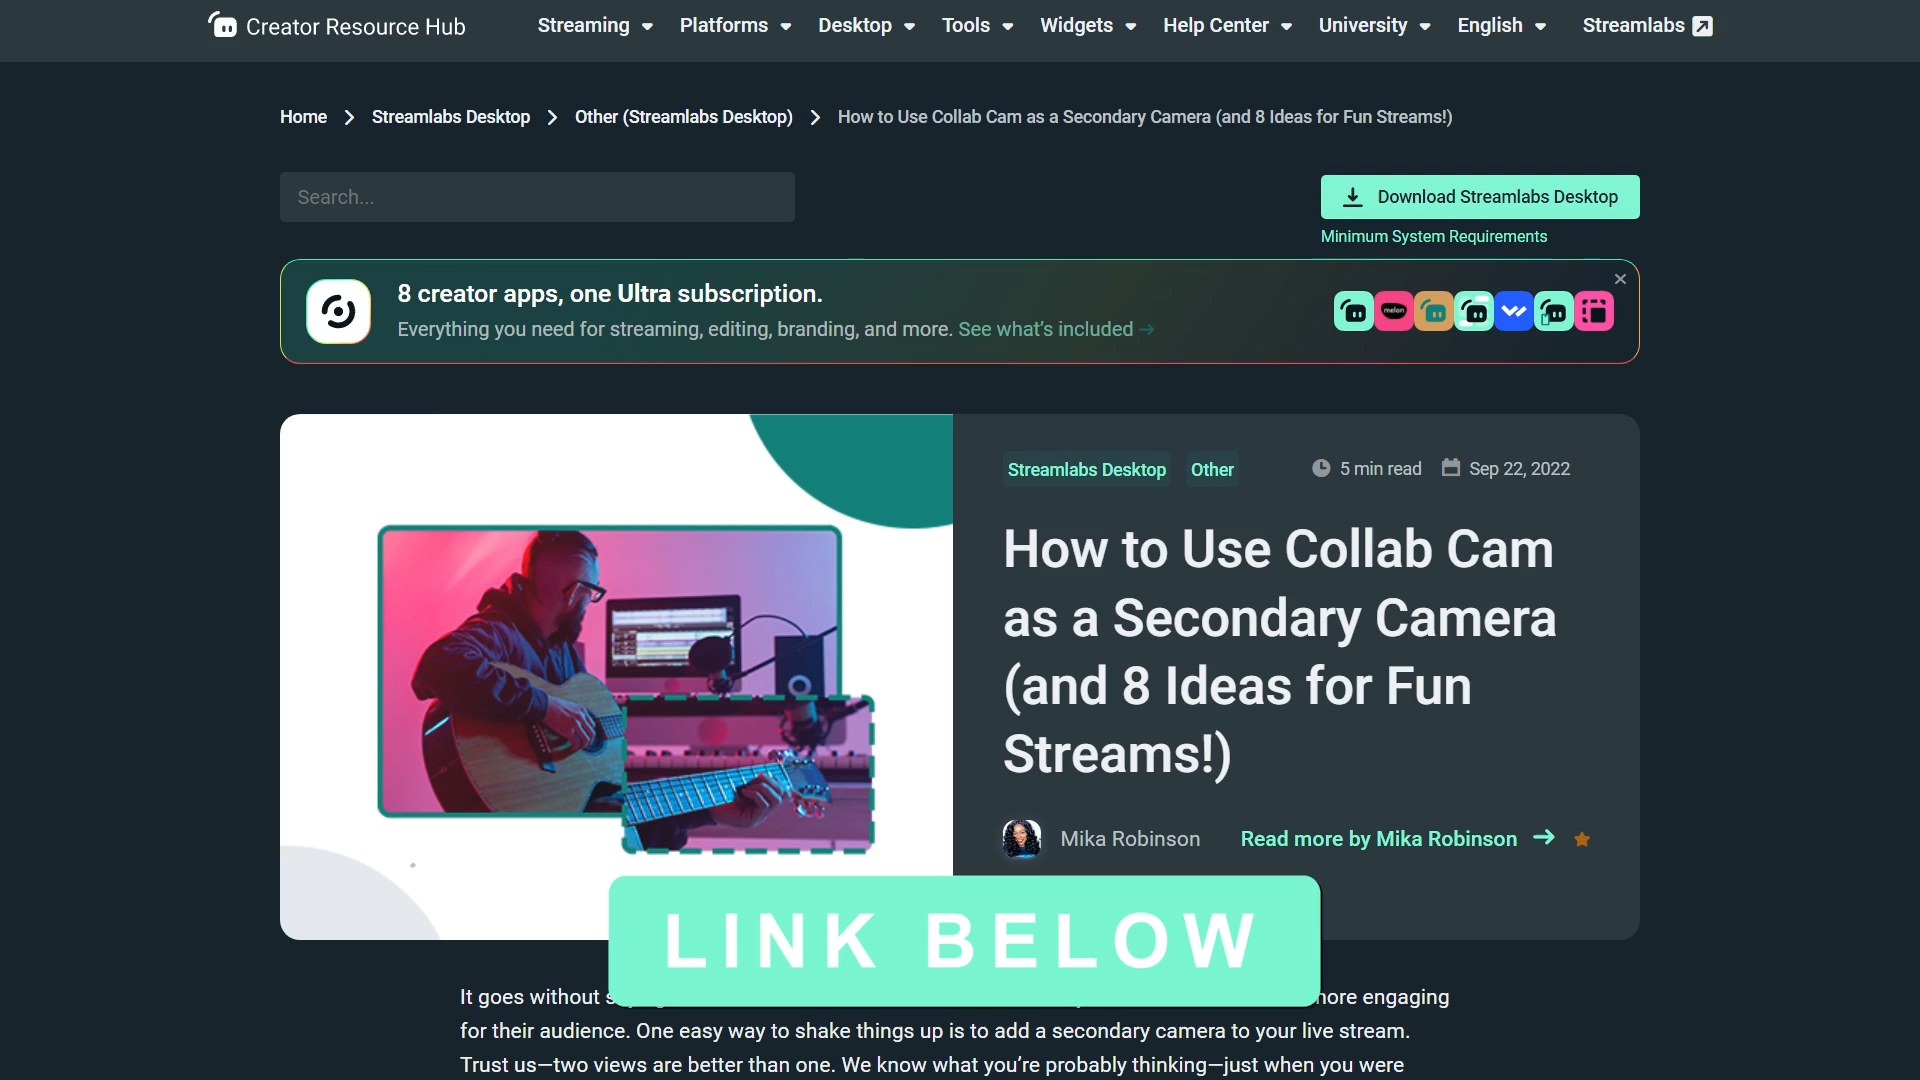 Creator Resource Hub
Streaming
Platforms
Desktop
Tools
Widgets
Help Center
University
English
Streamlabs
Home
Streamlabs Desktop
Other (Streamlabs Desktop)
How to Use Collab Cam as a Secondary Camera (and 8 Ideas for Fun Streams!)
Search...
Download Streamlabs Desktop
Minimum System Requirements
8 creator apps, one Ultra subscription.
Everything you need for streaming, editing, branding, and more. See what's included →
melon
Streamlabs Desktop
Other
5 min read
Sep 22, 2022
How to Use Collab Cam
as a Secondary Camera
(and 8 Ideas for Fun
Streams!)
Mika Robinson
Read more by Mika Robinson →
LINK BELOW
It goes without engaging
for their audience. One easy way to shake things up is to add a secondary camera to your live stream.
Trust us—two views are better than one. We know what you’re probably thinking—just when you were